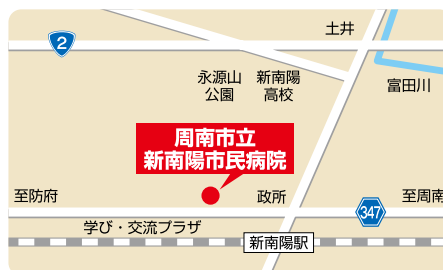 土井
2
永源山
公園
新南陽
高校
富田川
周南市立
新南陽市民病院
至防府
政所
347
至周南
学び・交流プラザ
新南陽駅